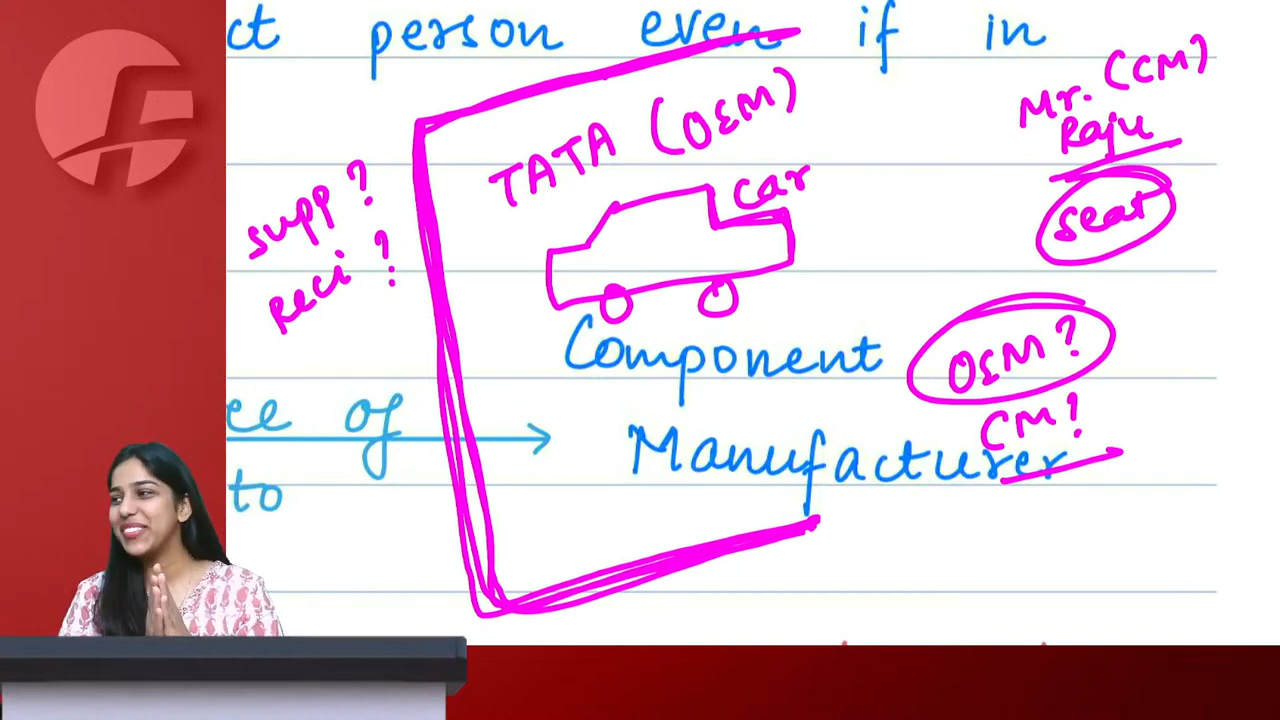 ct person even if in
Mr. (CM)
Raju
TATA (OEM)
car
seat
supp?
reci?
Component
OEM?
CM?
ce of
Manufacturer
to